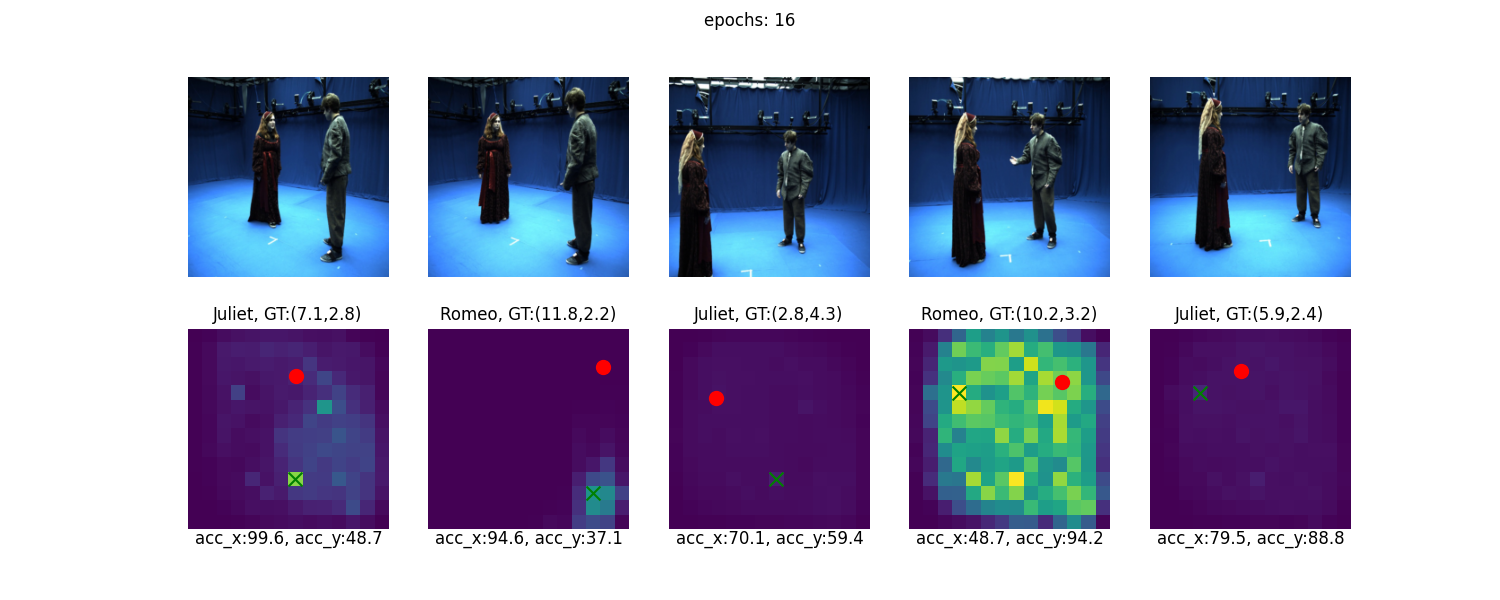 epochs: 16
Juliet, GT:(7.1,2.8)
Romeo, GT:(11.8,2.2)
Juliet, GT:(2.8,4.3)
Romeo, GT:(10.2,3.2)
Juliet, GT:(5.9,2.4)
acc_x:99.6, acc_y:48.7
acc_x:94.6, acc_y:37.1
acc_x:70.1, acc_y:59.4
acc_x:48.7, acc_y:94.2
acc_x:79.5, acc_y:88.8